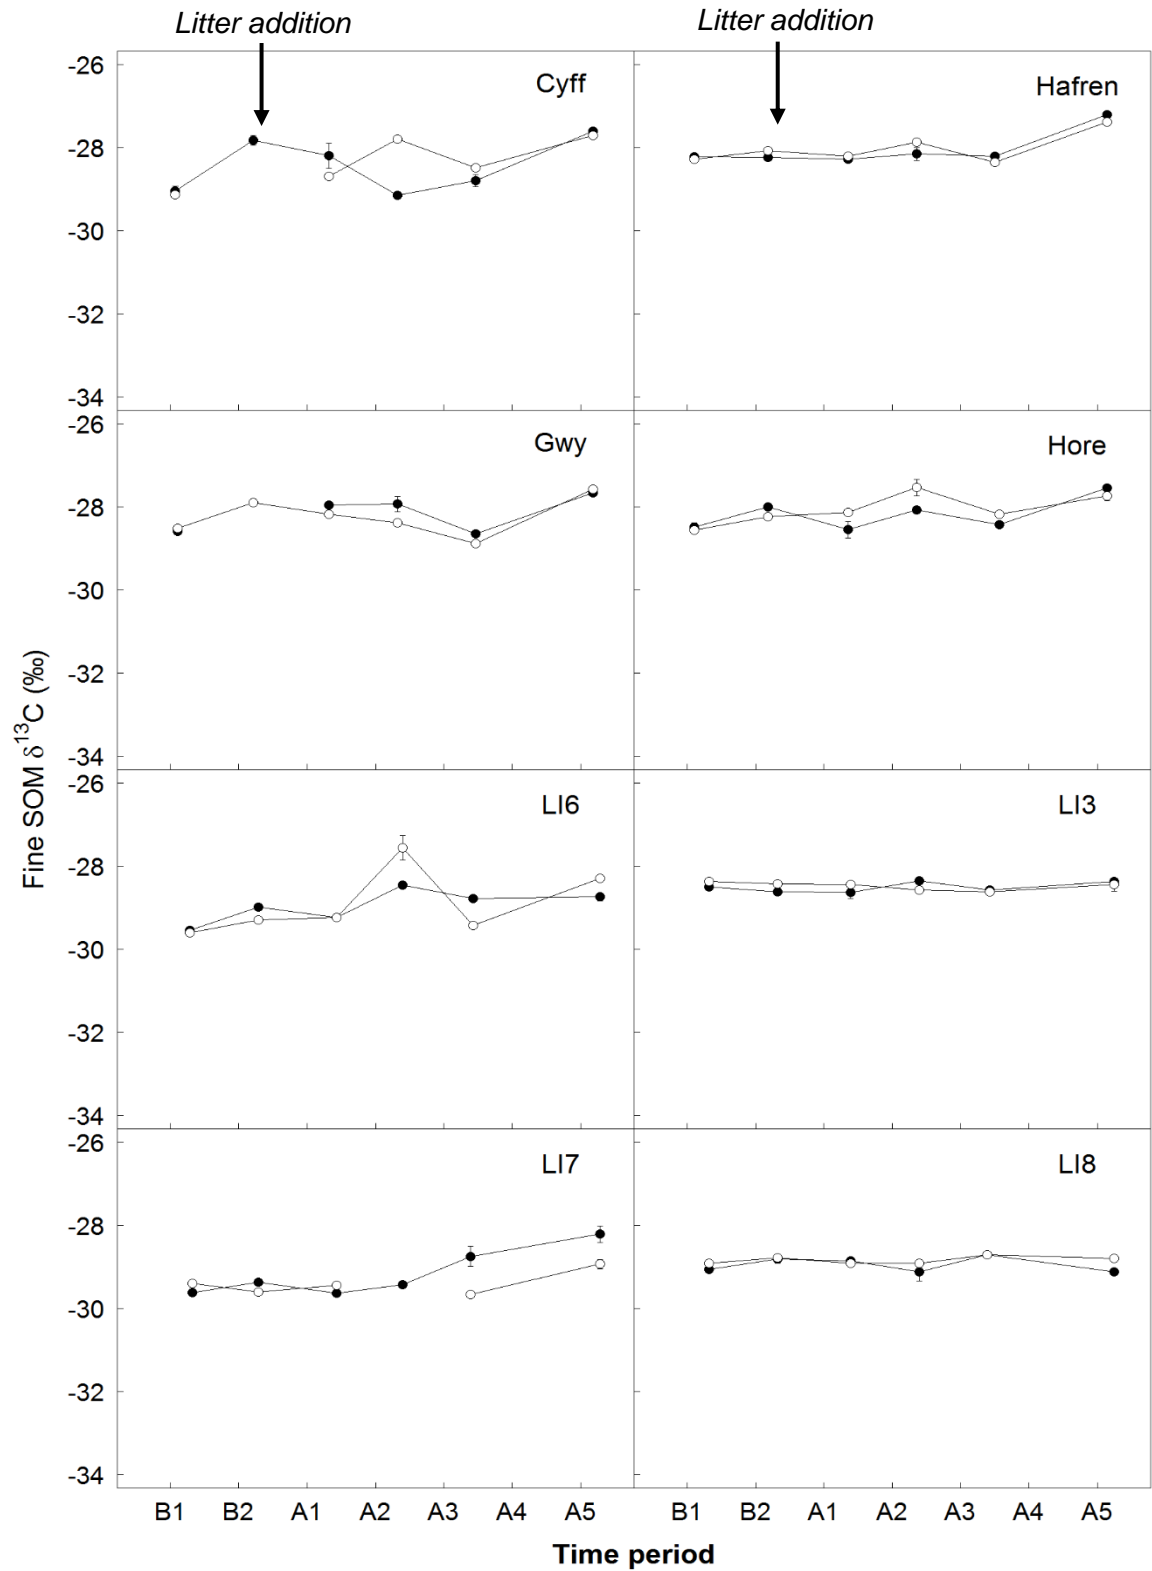 Litter addition
Litter addition
-26
-28
-30
-32
-34
Cyff
Hafren
-26
-28
-30
-32
-34
Gwy
Hore
-26
-28
-30
-32
-34
LI6
LI3
-26
-28
-30
-32
-34
LI7
LI8
Fine SOM δ¹³C (‰)
B1 B2 A1 A2 A3 A4 A5 B1 B2 A1 A2 A3 A4 A5
Time period